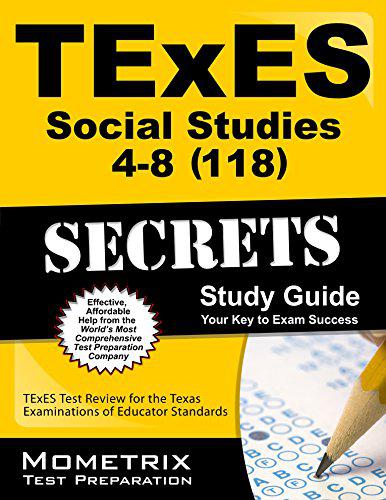 TExES
Social Studies
4-8 (118)
SECRETS
Study Guide
Your Key to Exam Success
Effective,
Affordable
Help from the
World's Most
Comprehensive
Test Preparation
Company
TExES Test Review for the Texas
Examinations of Educator Standards
MOMETRIX
TEST PREPARATION